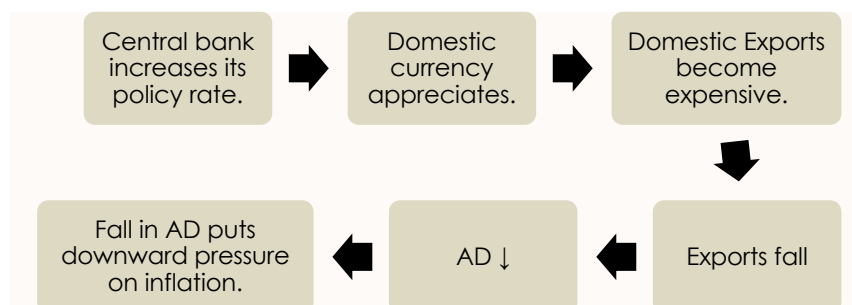 Central bank
increases its
policy rate.
Domestic
currency
appreciates.
Domestic Exports
become
expensive.
Exports fall
AD ↓
Fall in AD puts
downward pressure
on inflation.